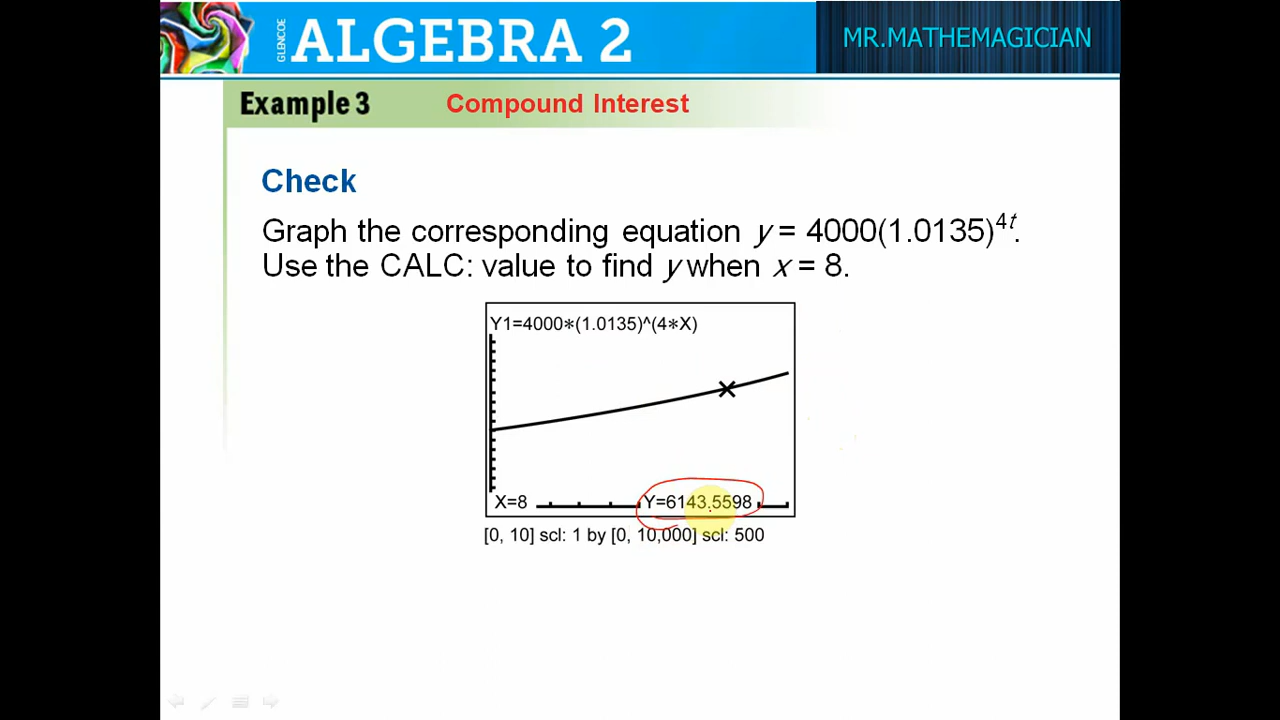 GLENCOE ALGEBRA 2
MR.MATHEMAGICIAN
Example 3 Compound Interest
Check
Graph the corresponding equation y = 4000(1.0135)^4t.
Use the CALC: value to find y when x = 8.
Y1=4000*(1.0135)^(4*X)
X=8 Y=6143.5598
[0, 10] scl: 1 by [0, 10,000] scl: 500